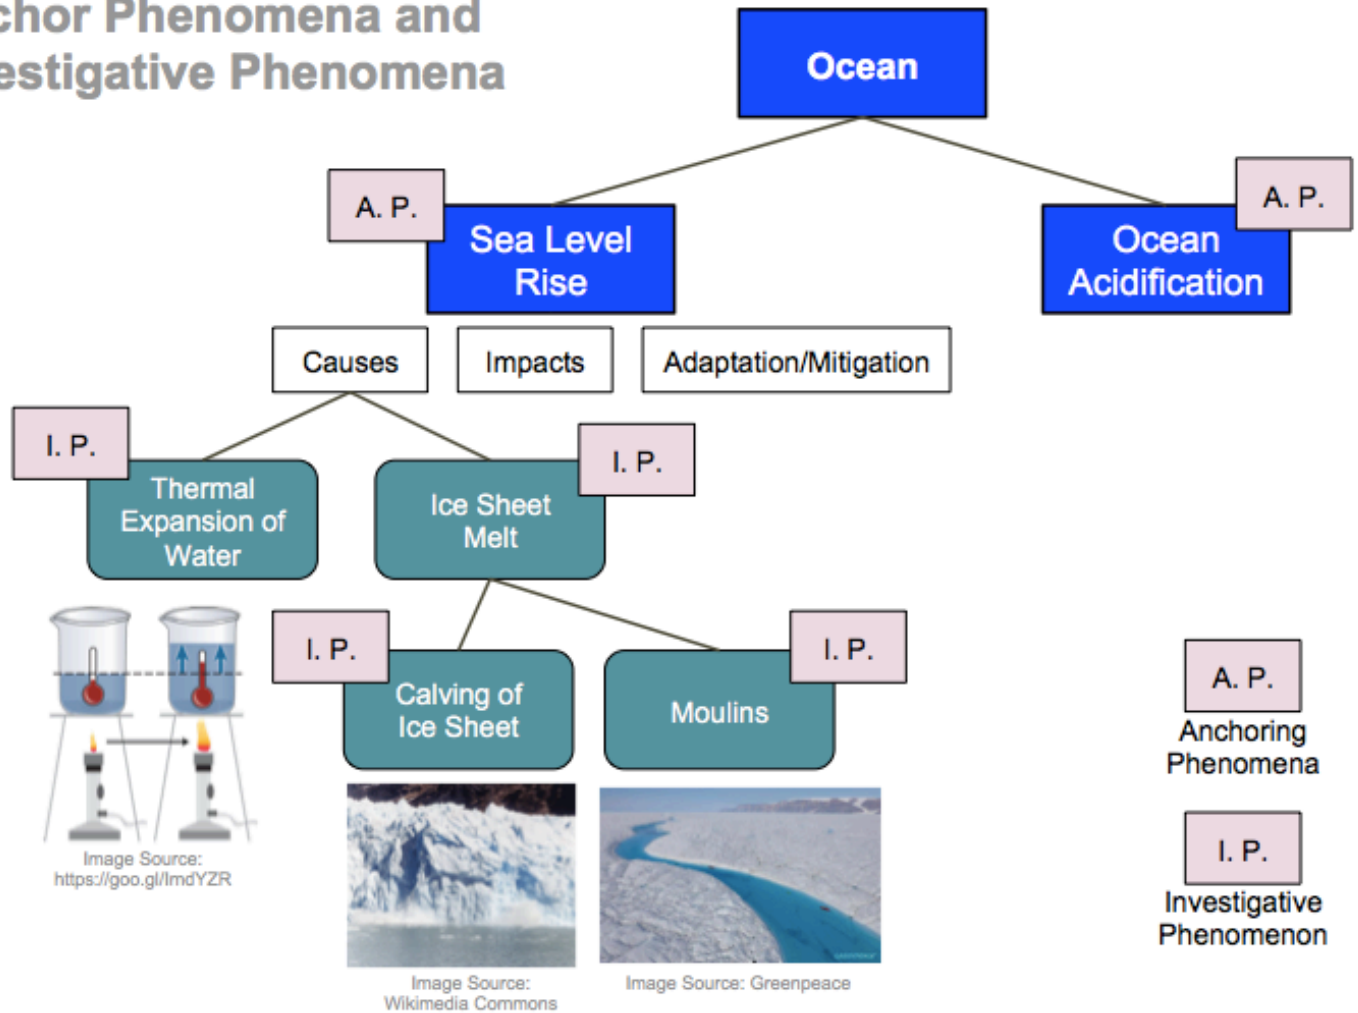 chor Phenomena and
estigative Phenomena
Ocean
A. P.
Sea Level
Rise
A. P.
Ocean
Acidification
Causes
Impacts
Adaptation/Mitigation
I. P.
Thermal
Expansion of
Water
I. P.
Ice Sheet
Melt
I. P.
Calving of
Ice Sheet
I. P.
Moulins
Image Source:
https://goo.gl/ImdYZR
Image Source:
Wikimedia Commons
GREENPEACE
Image Source: Greenpeace
A. P.
Anchoring
Phenomena
I. P.
Investigative
Phenomenon